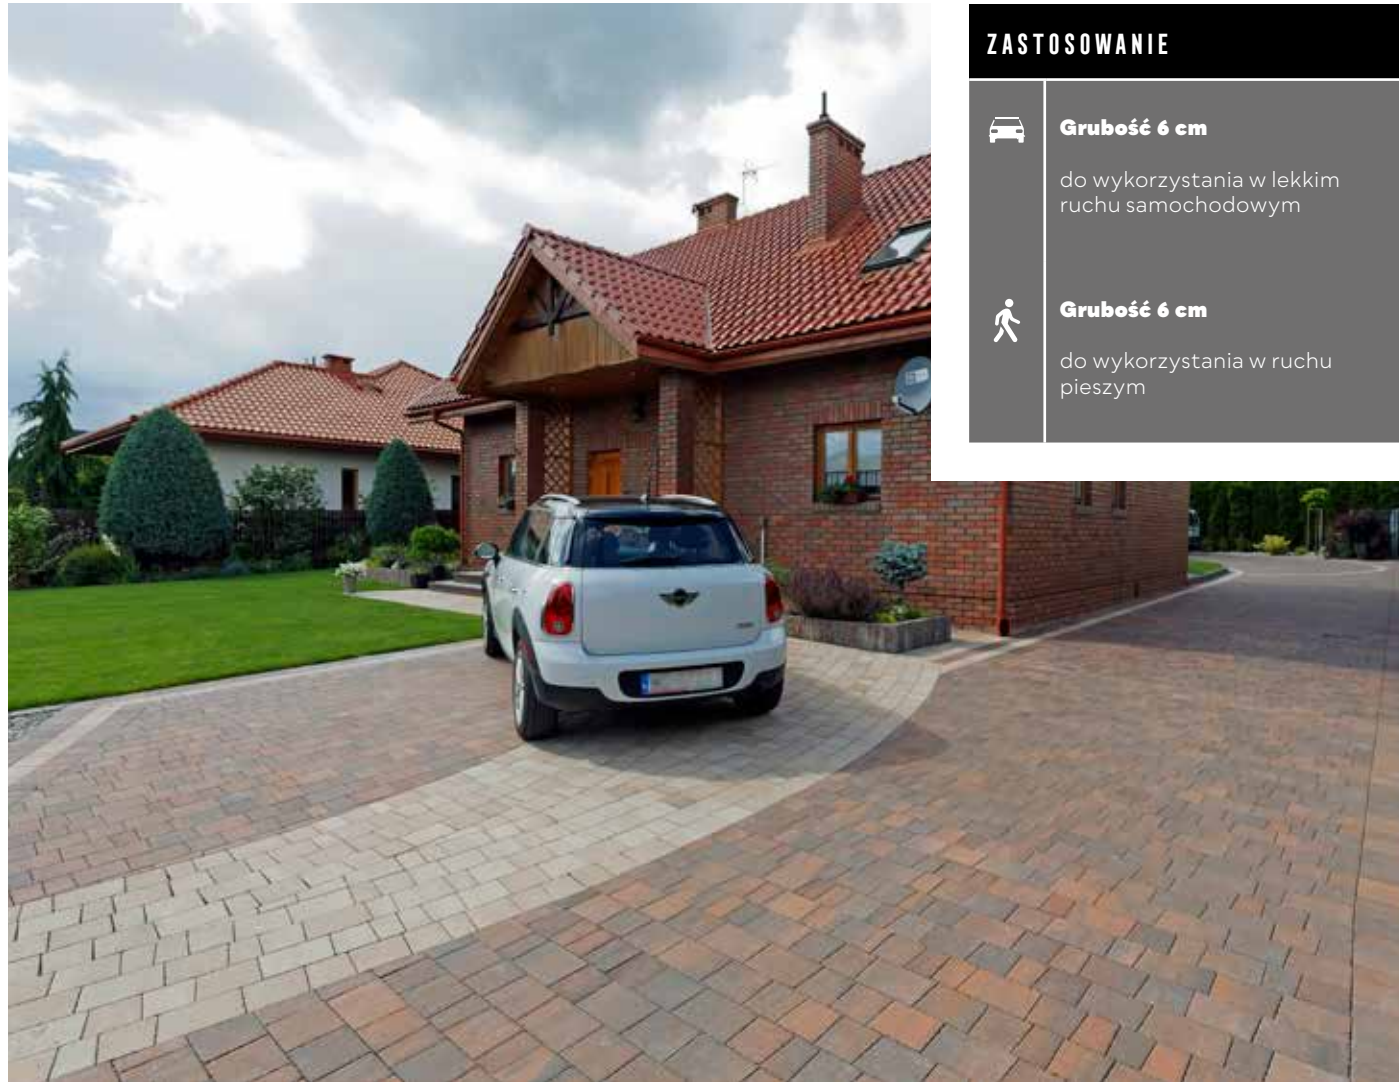 ZASTOSOWANIE
Grubość 6 cm
do wykorzystania w lekkim
ruchu samochodowym
Grubość 6 cm
do wykorzystania w ruchu
pieszym